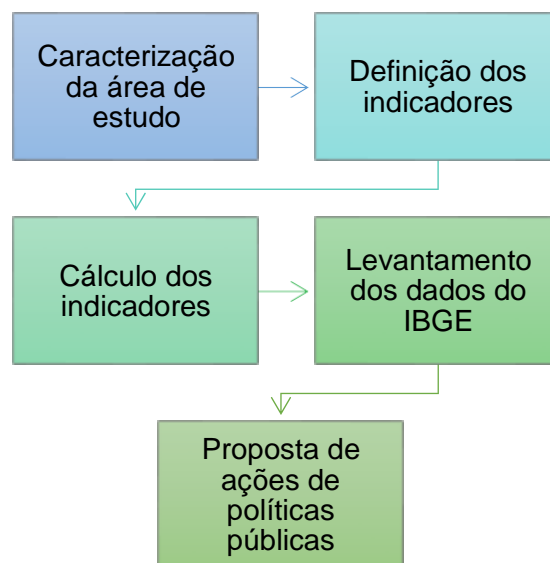 Caracterização
da área de
estudo
Definição dos
indicadores
Cálculo dos
indicadores
Levantamento
dos dados do
IBGE
Proposta de
ações de
políticas
públicas